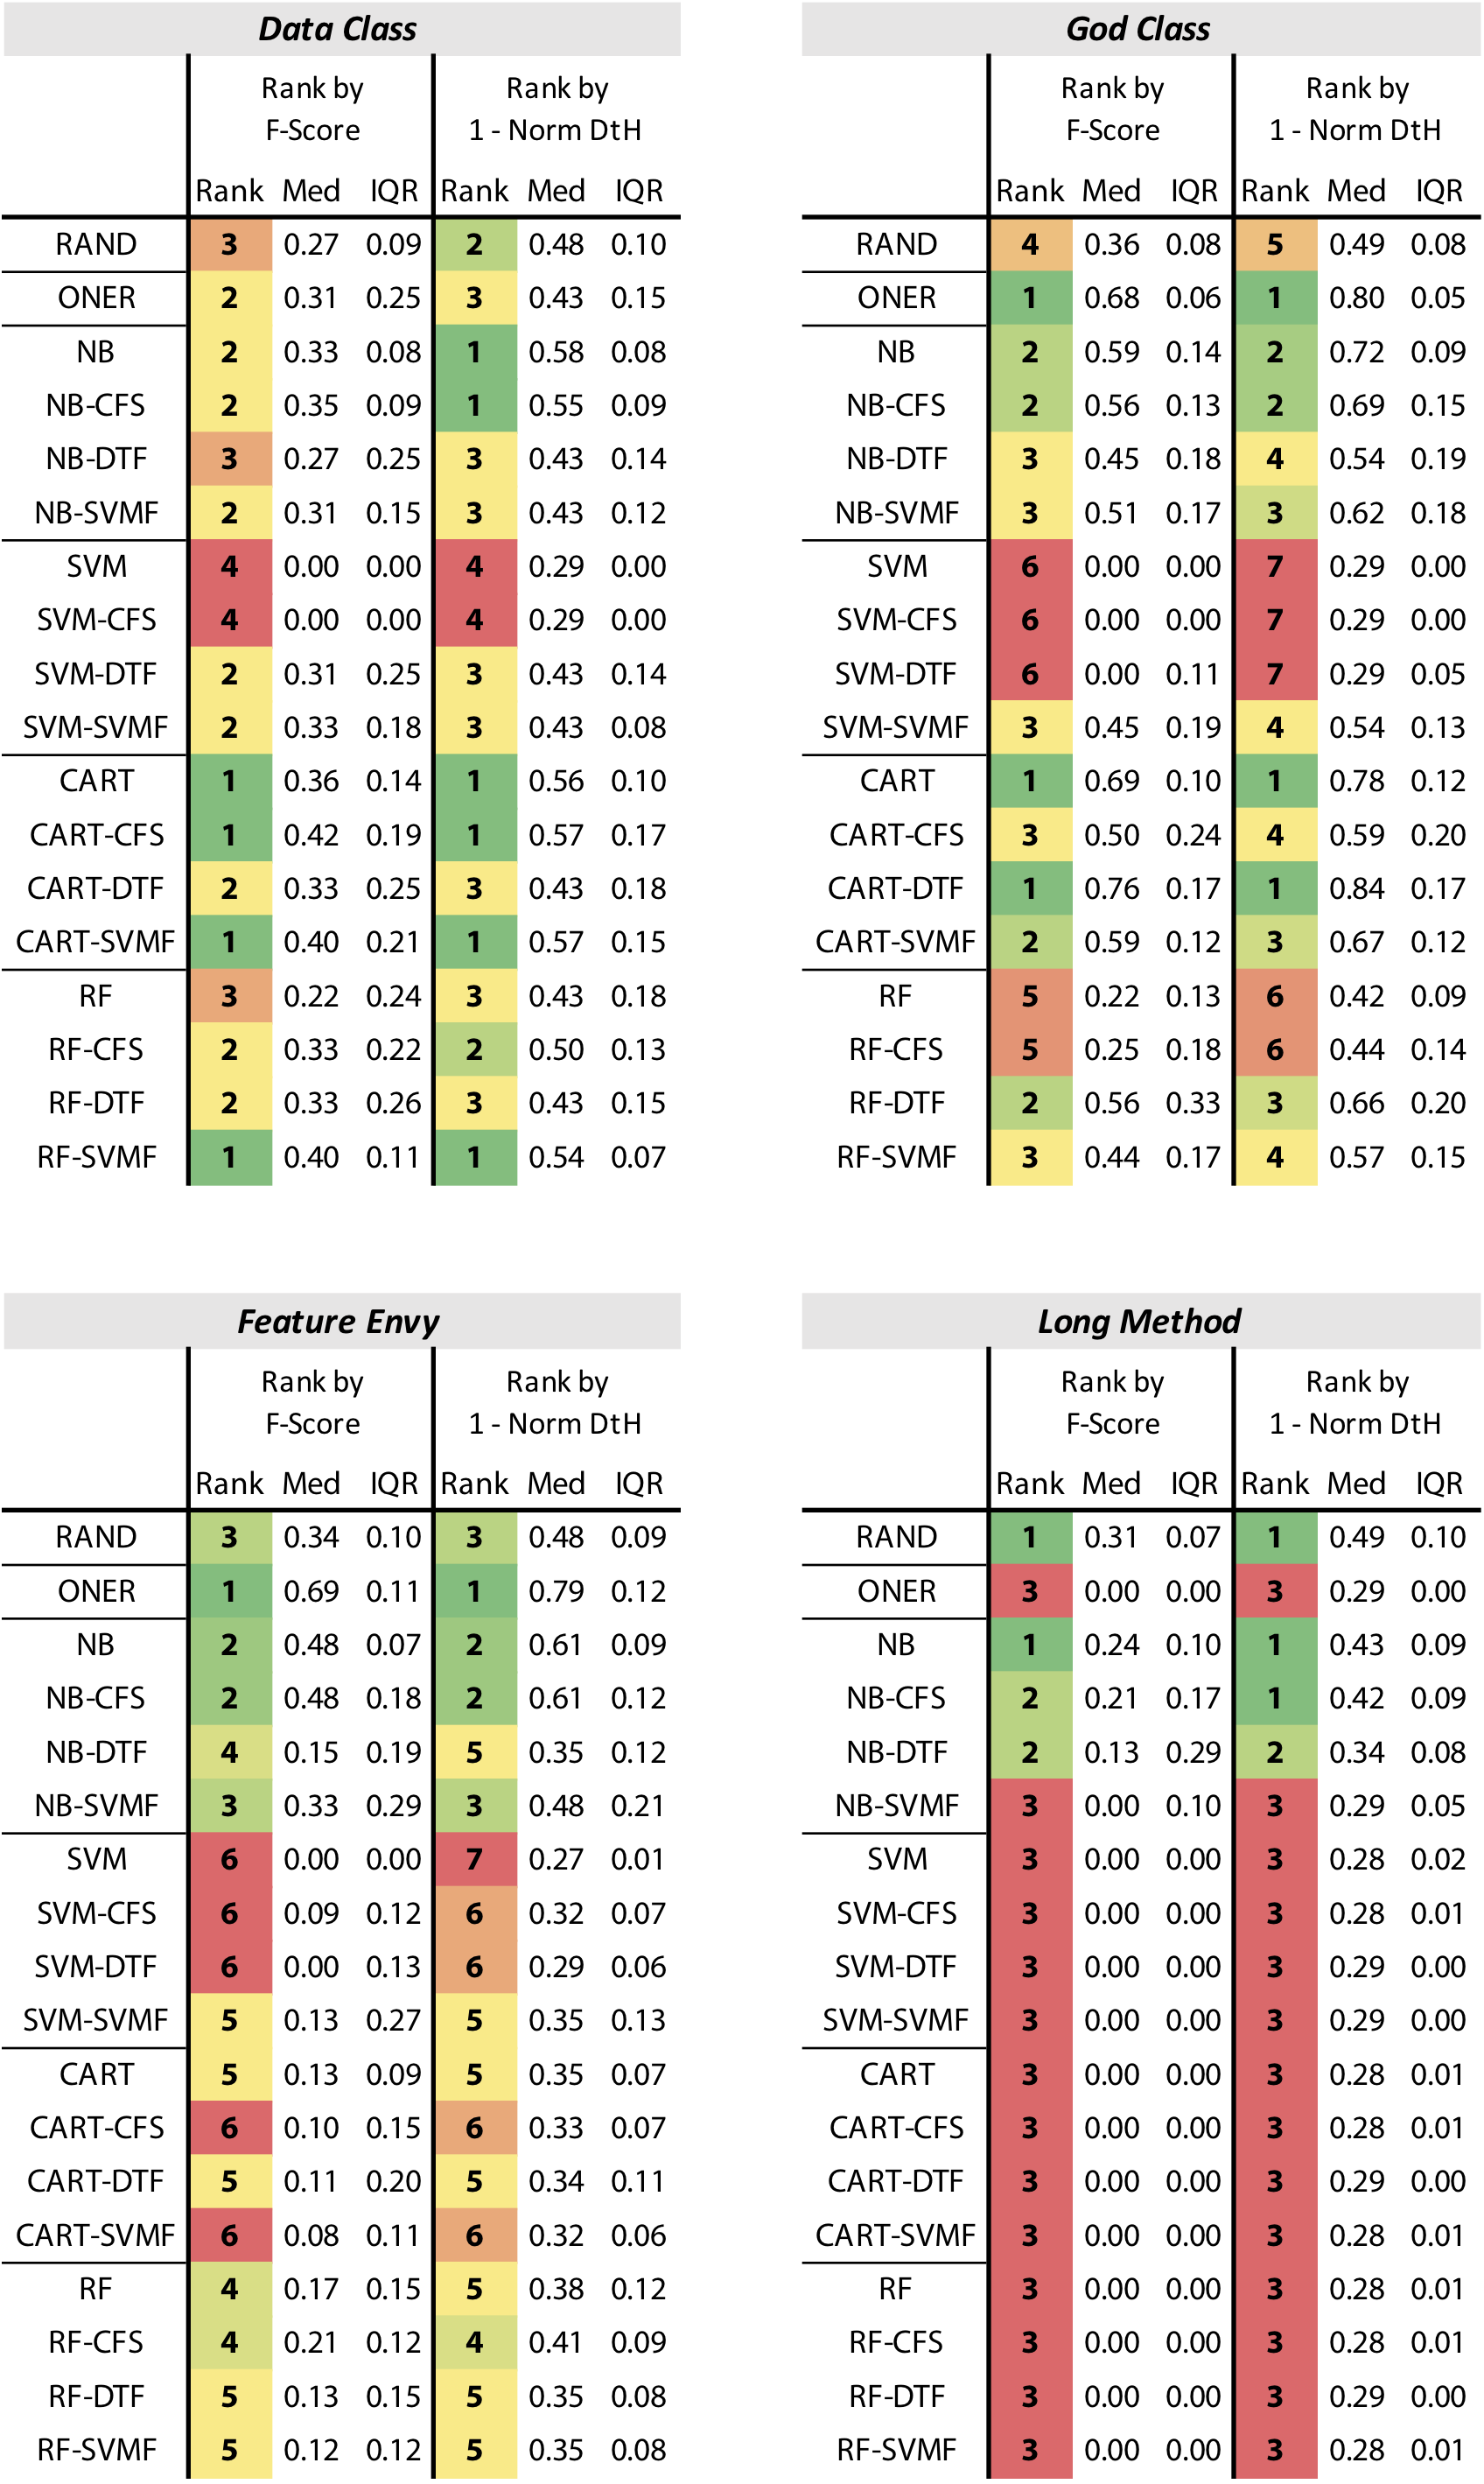 Data Class
Rank by Rank by
F-Score 1 - Norm DtH
Rank Med IQR Rank Med IQR
RAND 3 0.27 0.09 2 0.48 0.10
ONER 2 0.31 0.25 3 0.43 0.15
NB 2 0.33 0.08 1 0.58 0.08
NB-CFS 2 0.35 0.09 1 0.55 0.09
NB-DTF 3 0.27 0.25 3 0.43 0.14
NB-SVMF 2 0.31 0.15 3 0.43 0.12
SVM 4 0.00 0.00 4 0.29 0.00
SVM-CFS 4 0.00 0.00 4 0.29 0.00
SVM-DTF 2 0.31 0.25 3 0.43 0.14
SVM-SVMF 2 0.33 0.18 3 0.43 0.08
CART 1 0.36 0.14 1 0.56 0.10
CART-CFS 1 0.42 0.19 1 0.57 0.17
CART-DTF 2 0.33 0.25 3 0.43 0.18
CART-SVMF 1 0.40 0.21 1 0.57 0.15
RF 3 0.22 0.24 3 0.43 0.18
RF-CFS 2 0.33 0.22 2 0.50 0.13
RF-DTF 2 0.33 0.26 3 0.43 0.15
RF-SVMF 1 0.40 0.11 1 0.54 0.07
God Class
Rank by Rank by
F-Score 1 - Norm DtH
Rank Med IQR Rank Med IQR
RAND 4 0.36 0.08 5 0.49 0.08
ONER 1 0.68 0.06 1 0.80 0.05
NB 2 0.59 0.14 2 0.72 0.09
NB-CFS 2 0.56 0.13 2 0.69 0.15
NB-DTF 3 0.45 0.18 4 0.54 0.19
NB-SVMF 3 0.51 0.17 3 0.62 0.18
SVM 6 0.00 0.00 7 0.29 0.00
SVM-CFS 6 0.00 0.00 7 0.29 0.00
SVM-DTF 6 0.00 0.11 7 0.29 0.05
SVM-SVMF 3 0.45 0.19 4 0.54 0.13
CART 1 0.69 0.10 1 0.78 0.12
CART-CFS 3 0.50 0.24 4 0.59 0.20
CART-DTF 1 0.76 0.17 1 0.84 0.17
CART-SVMF 2 0.59 0.12 3 0.67 0.12
RF 5 0.22 0.13 6 0.42 0.09
RF-CFS 5 0.25 0.18 6 0.44 0.14
RF-DTF 2 0.56 0.33 3 0.66 0.20
RF-SVMF 3 0.44 0.17 4 0.57 0.15
Feature Envy
Rank by Rank by
F-Score 1 - Norm DtH
Rank Med IQR Rank Med IQR
RAND 3 0.34 0.10 3 0.48 0.09
ONER 1 0.69 0.11 1 0.79 0.12
NB 2 0.48 0.07 2 0.61 0.09
NB-CFS 2 0.48 0.18 2 0.61 0.12
NB-DTF 4 0.15 0.19 5 0.35 0.12
NB-SVMF 3 0.33 0.29 3 0.48 0.21
SVM 6 0.00 0.00 7 0.27 0.01
SVM-CFS 6 0.09 0.12 6 0.32 0.07
SVM-DTF 6 0.00 0.13 6 0.29 0.06
SVM-SVMF 5 0.13 0.27 5 0.35 0.13
CART 5 0.13 0.09 5 0.35 0.07
CART-CFS 6 0.10 0.15 6 0.33 0.07
CART-DTF 5 0.11 0.20 5 0.34 0.11
CART-SVMF 6 0.08 0.11 6 0.32 0.06
RF 4 0.17 0.15 5 0.38 0.12
RF-CFS 4 0.21 0.12 4 0.41 0.09
RF-DTF 5 0.13 0.15 5 0.35 0.08
RF-SVMF 5 0.12 0.12 5 0.35 0.08
Long Method
Rank by Rank by
F-Score 1 - Norm DtH
Rank Med IQR Rank Med IQR
RAND 1 0.31 0.07 1 0.49 0.10
ONER 3 0.00 0.00 3 0.29 0.00
NB 1 0.24 0.10 1 0.43 0.09
NB-CFS 2 0.21 0.17 1 0.42 0.09
NB-DTF 2 0.13 0.29 2 0.34 0.08
NB-SVMF 3 0.00 0.10 3 0.29 0.05
SVM 3 0.00 0.00 3 0.28 0.02
SVM-CFS 3 0.00 0.00 3 0.28 0.01
SVM-DTF 3 0.00 0.00 3 0.29 0.00
SVM-SVMF 3 0.00 0.00 3 0.29 0.00
CART 3 0.00 0.00 3 0.28 0.01
CART-CFS 3 0.00 0.00 3 0.28 0.01
CART-DTF 3 0.00 0.00 3 0.29 0.00
CART-SVMF 3 0.00 0.00 3 0.28 0.01
RF 3 0.00 0.00 3 0.28 0.01
RF-CFS 3 0.00 0.00 3 0.28 0.01
RF-DTF 3 0.00 0.00 3 0.29 0.00
RF-SVMF 3 0.00 0.00 3 0.28 0.01